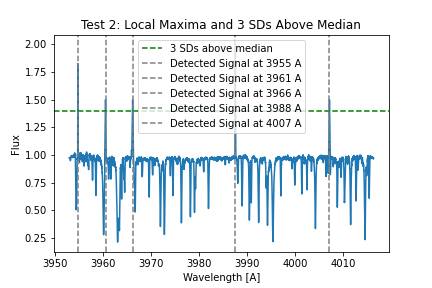 Test 2: Local Maxima and 3 SDs Above Median
2.00
1.75
1.50
1.25
1.00
0.75
0.50
0.25
Flux
3 SDs above median
Detected Signal at 3955 A
Detected Signal at 3961 A
Detected Signal at 3966 A
Detected Signal at 3988 A
Detected Signal at 4007 A
3950 3960 3970 3980 3990 4000 4010
Wavelength [A]